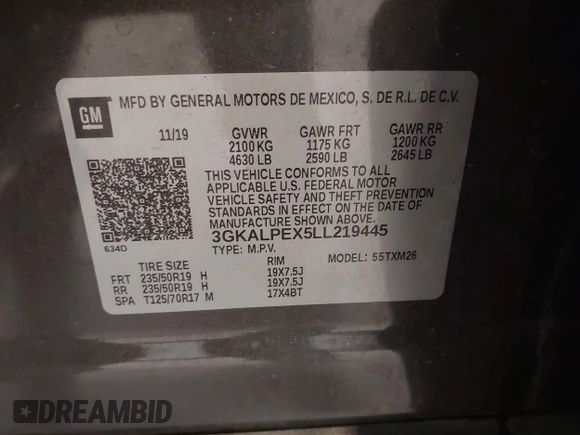 GM
MFD BY GENERAL MOTORS DE MEXICO, S. DE R.L. DE C.V.
11/19 GVWR GAWR FRT GAWR RR
2100 KG 1175 KG 1200 KG
4630 LB 2590 LB 2645 LB
THIS VEHICLE CONFORMS TO ALL
APPLICABLE U.S. FEDERAL MOTOR
VEHICLE SAFETY AND THEFT PREVENTION
STANDARDS IN EFFECT ON THE DATE OF
MANUFACTURE SHOWN ABOVE.
3GKALPEX5LL219445
634D
TYPE: M.P.V. MODEL: 55TXM26
TIRE SIZE RIM
FRT 235/50R19 H 19X7.5J
RR 235/50R19 H 19X7.5J
SPA T125/70R17 M 17X4BT
DREAMBID